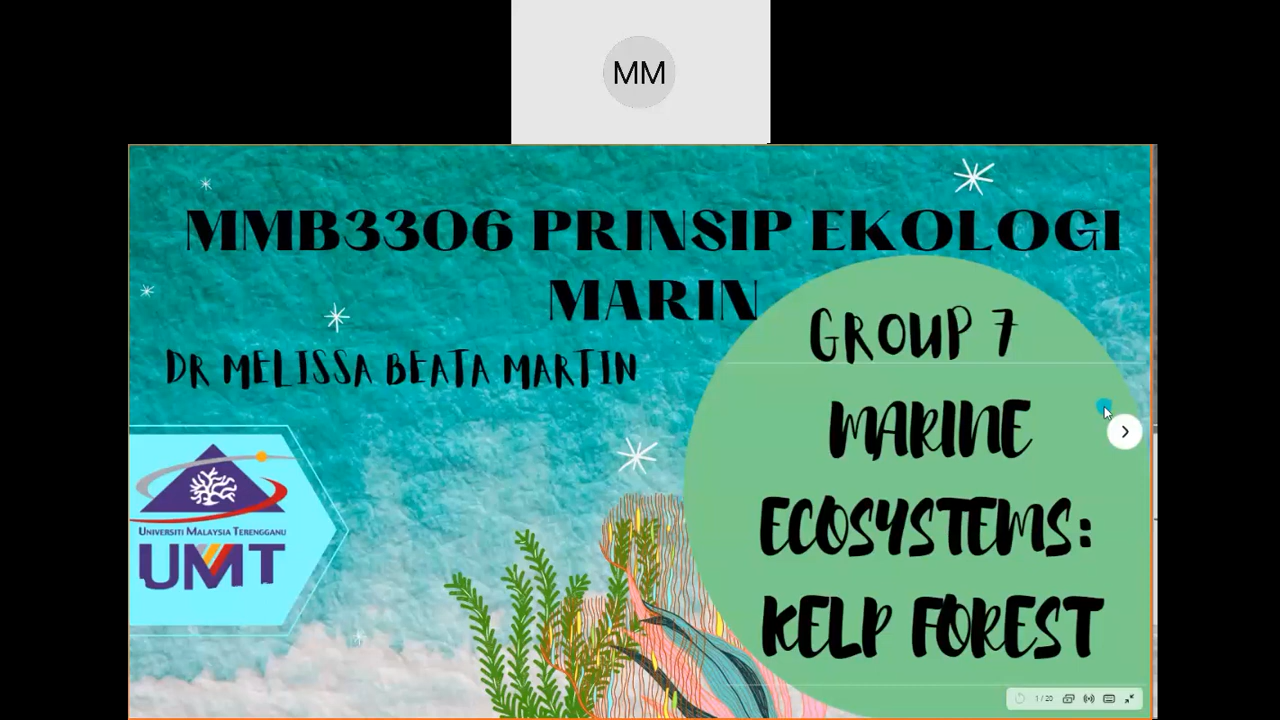 MM
MMB3306 PRINSIP EKOLOGI
MARIN
DR MELISSA BEATA MARTIN
GROUP 7
MARINE
ECOSYSTEMS:
KELP FOREST
UNIVERSITI MALAYSIA TERENGGANU
UMT
1 / 20